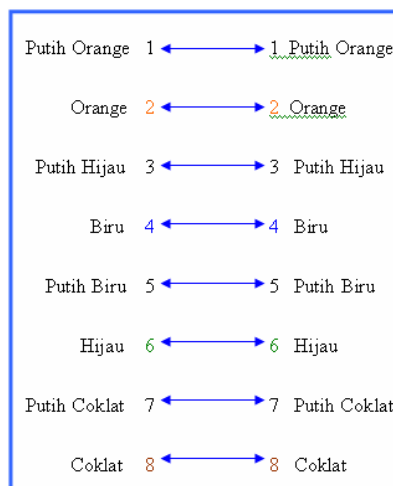 Putih Orange 1 1 Putih Orange
Orange 2 2 Orange
Putih Hijau 3 3 Putih Hijau
Biru 4 4 Biru
Putih Biru 5 5 Putih Biru
Hijau 6 6 Hijau
Putih Coklat 7 7 Putih Coklat
Coklat 8 8 Coklat